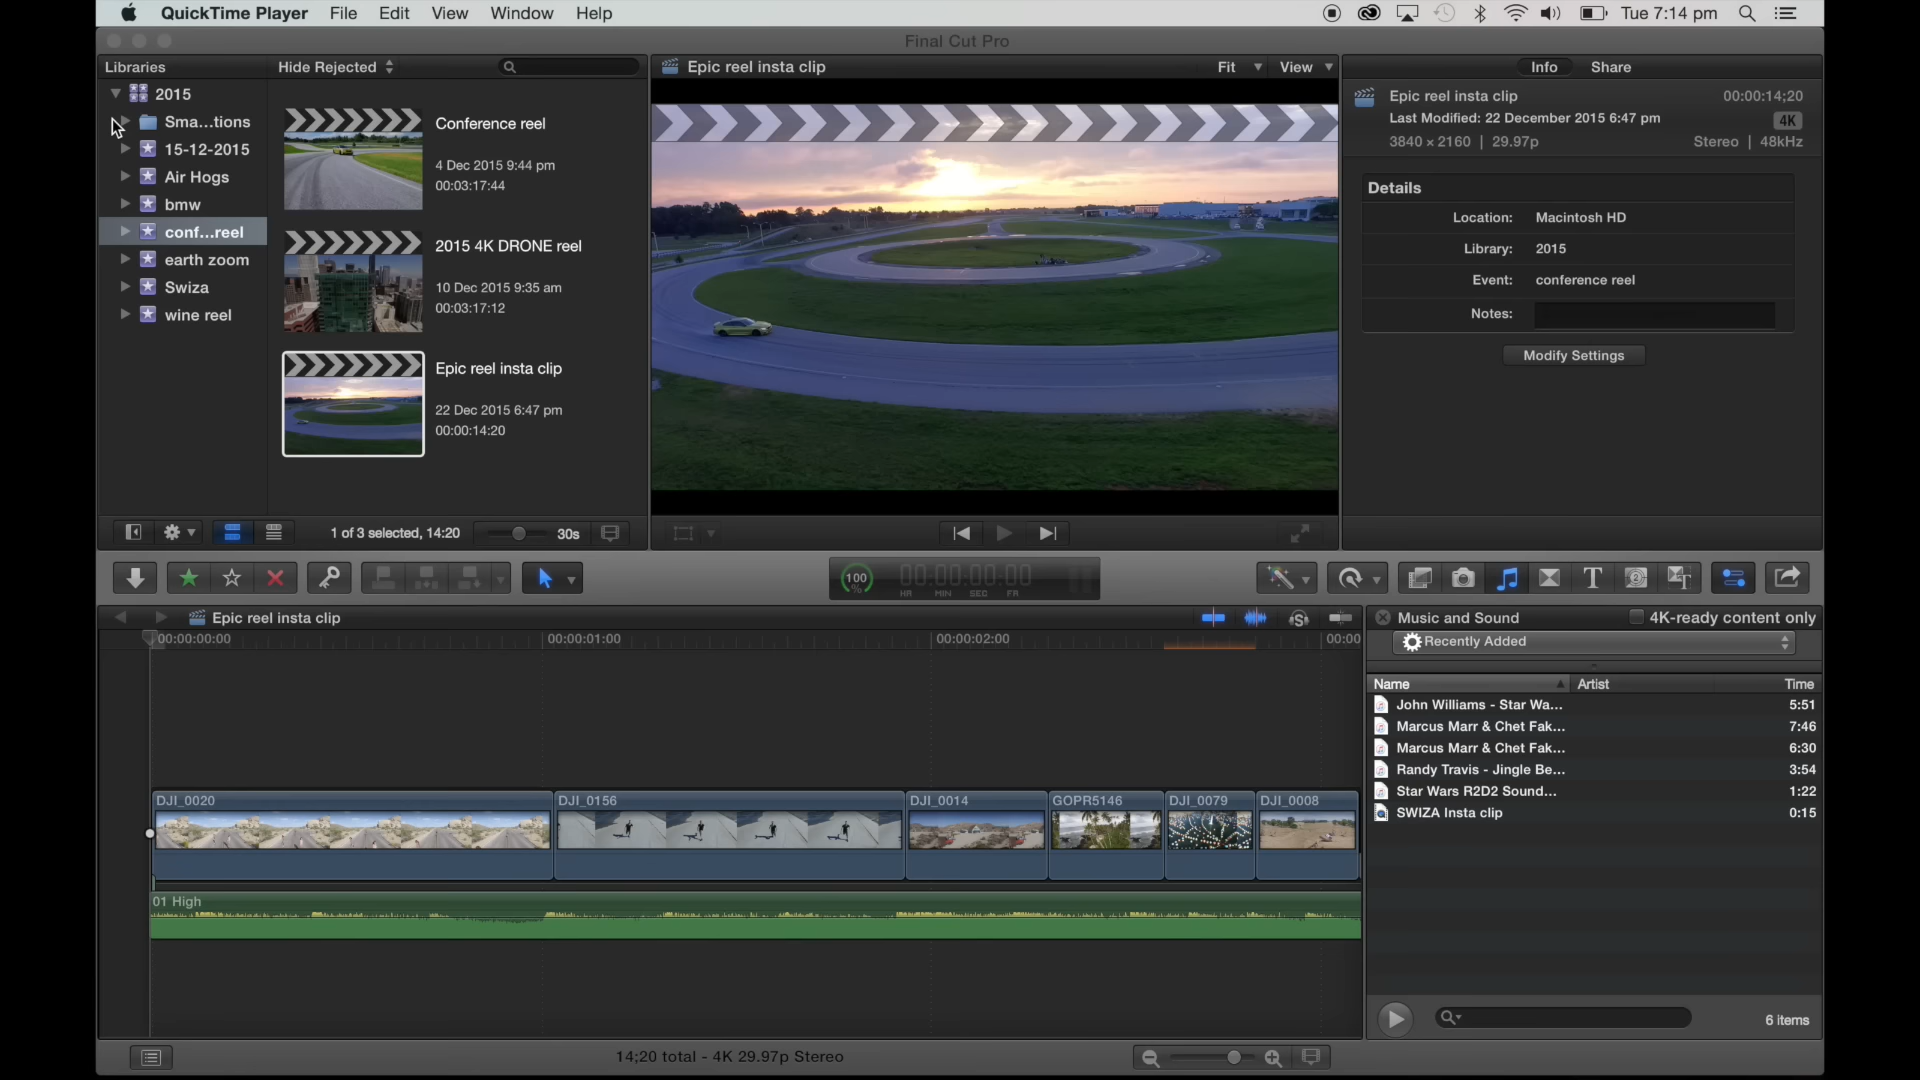 QuickTime Player File Edit View Window Help
Tue 7:14 pm
Final Cut Pro
Libraries
Hide Rejected
Epic reel insta clip
Fit
View
Info
Share
2015
Sma...tions
15-12-2015
Air Hogs
bmw
conf...reel
earth zoom
Swiza
wine reel
Conference reel
4 Dec 2015 9:44 pm
00:03:17:44
2015 4K DRONE reel
10 Dec 2015 9:35 am
00:03:17:12
Epic reel insta clip
22 Dec 2015 6:47 pm
00:00:14:20
Epic reel insta clip 00:00:14;20
Last Modified: 22 December 2015 6:47 pm 4K
3840 × 2160 | 29.97p Stereo | 48kHz
Details
Location: Macintosh HD
Library: 2015
Event: conference reel
Notes:
Modify Settings
1 of 3 selected, 14:20
30s
100
%
00:00:00:00
HR MIN SEC FR
Epic reel insta clip
00:00:00:00
00:00:01:00
00:00:02:00
00:00
DJI_0020
DJI_0156
DJI_0014
GOPR5146
DJI_0079
DJI_0008
01 High
14;20 total - 4K 29.97p Stereo
Music and Sound
4K-ready content only
Recently Added
Name Artist Time
John Williams - Star Wa... 5:51
Marcus Marr & Chet Fak... 7:46
Marcus Marr & Chet Fak... 6:30
Randy Travis - Jingle Be... 3:54
Star Wars R2D2 Sound... 1:22
SWIZA Insta clip 0:15
6 items